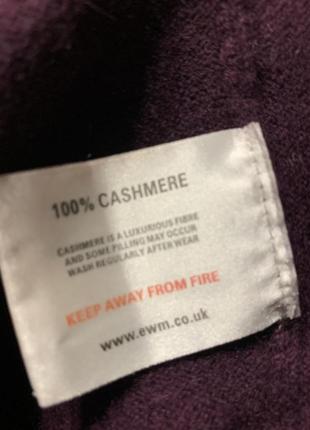 100% CASHMERE
CASHMERE IS A LUXURIOUS FIBRE
AND SOME PILLING MAY OCCUR
WASH REGULARLY AFTER WEAR
KEEP AWAY FROM FIRE
www.ewm.co.uk